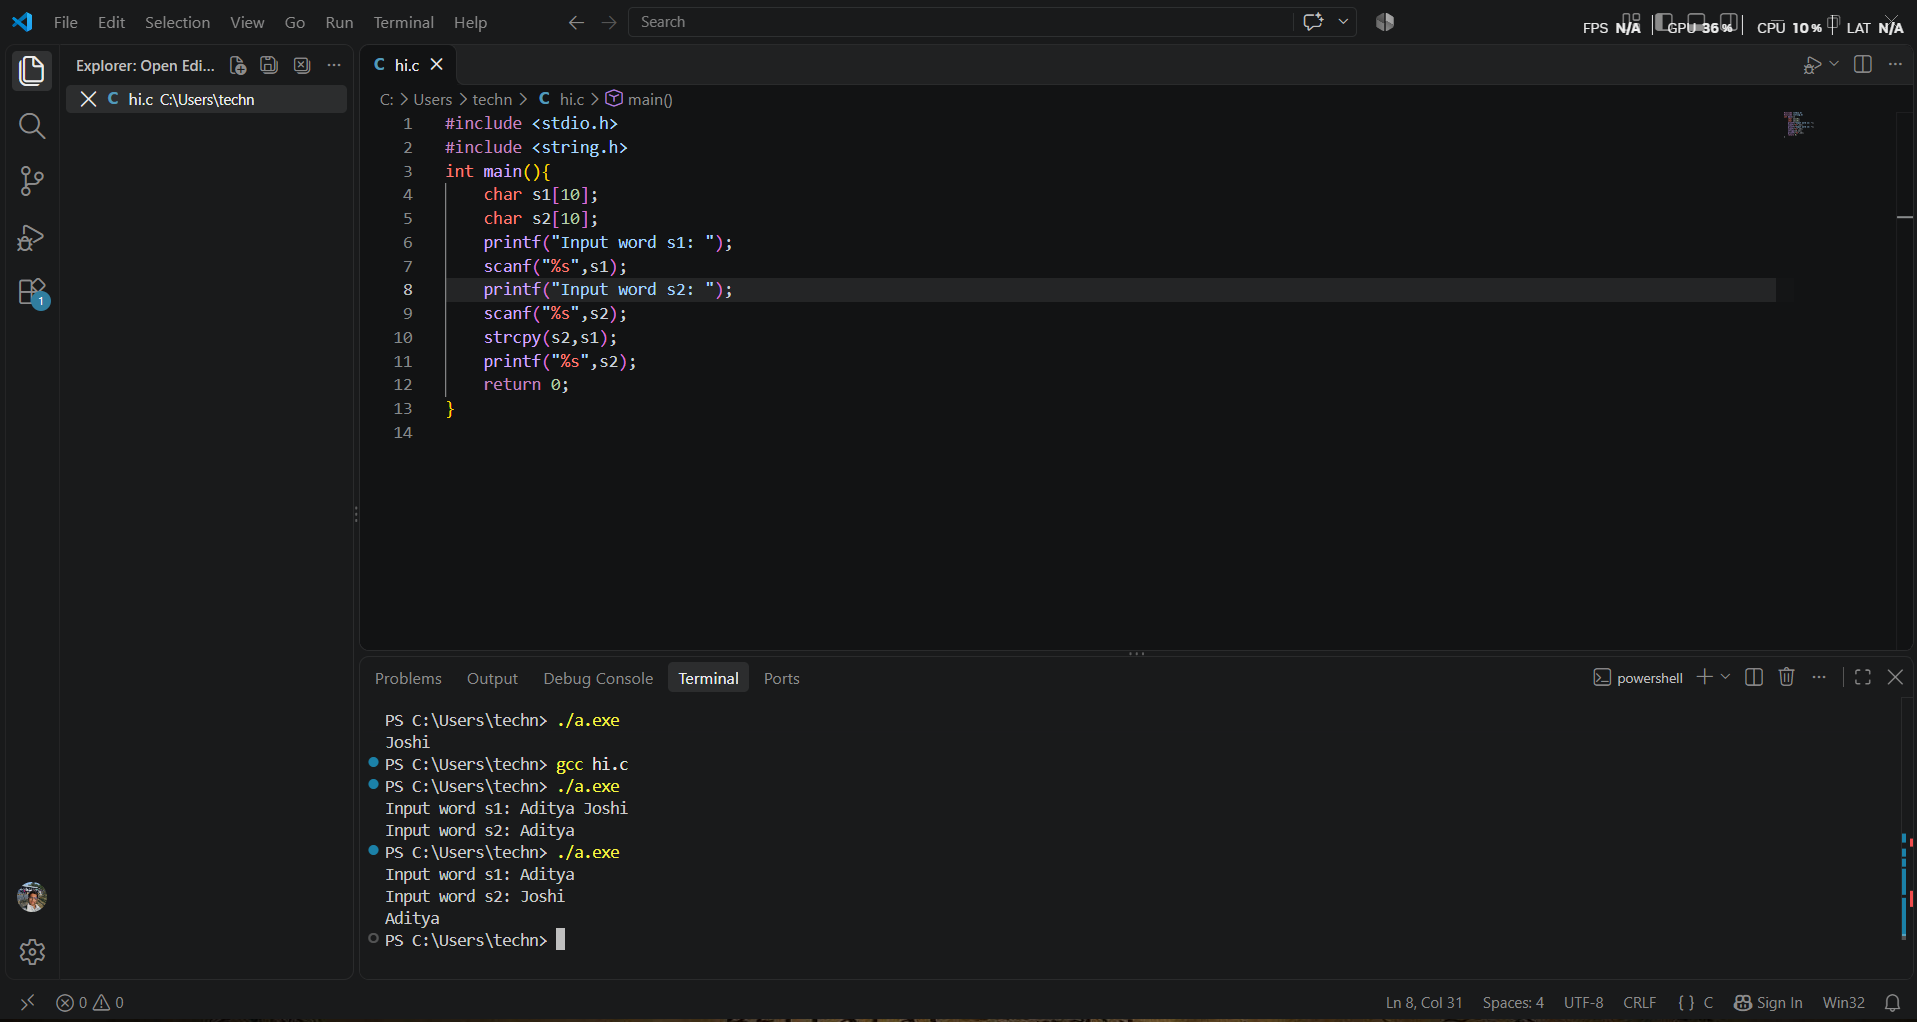 File Edit Selection View Go Run Terminal Help Search
FPS N/A GPU 36 % CPU 10 % LAT N/A
Explorer: Open Edi... ...
hi.c C:\Users\techn
hi.c
C: > Users > techn > C hi.c > main()
1 #include <stdio.h>
2 #include <string.h>
3 int main(){
4 char s1[10];
5 char s2[10];
6 printf("Input word s1: ");
7 scanf("%s",s1);
8 printf("Input word s2: ");
9 scanf("%s",s2);
10 strcpy(s2,s1);
11 printf("%s",s2);
12 return 0;
13 }
14
1
Problems Output Debug Console Terminal Ports powershell
PS C:\Users\techn> ./a.exe
Joshi
PS C:\Users\techn> gcc hi.c
PS C:\Users\techn> ./a.exe
Input word s1: Aditya Joshi
Input word s2: Aditya
PS C:\Users\techn> ./a.exe
Input word s1: Aditya
Input word s2: Joshi
Aditya
PS C:\Users\techn>
0 0 Ln 8, Col 31 Spaces: 4 UTF-8 CRLF { } C Sign In Win32